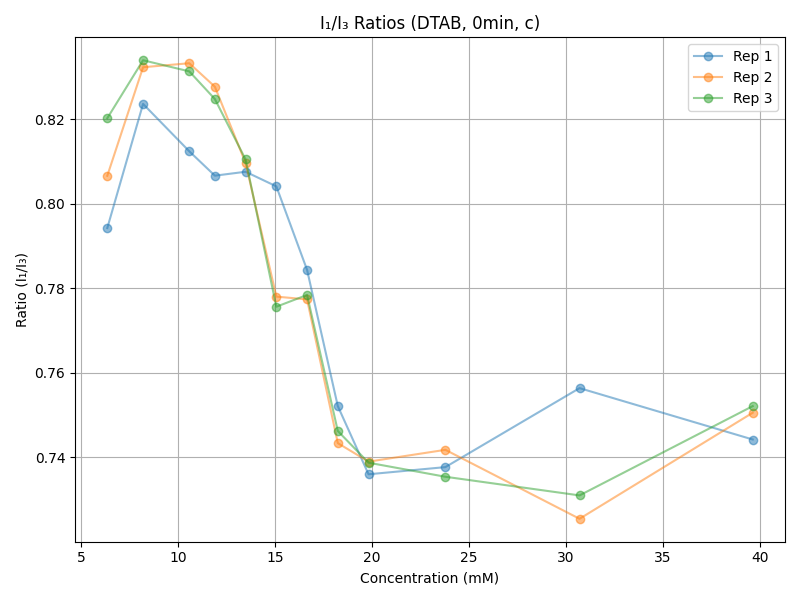 I₁/I₃ Ratios (DTAB, 0min, c)
Rep 1
Rep 2
Rep 3
0.82
0.80
0.78
0.76
0.74
Ratio (I₁/I₃)
5 10 15 20 25 30 35 40
Concentration (mM)